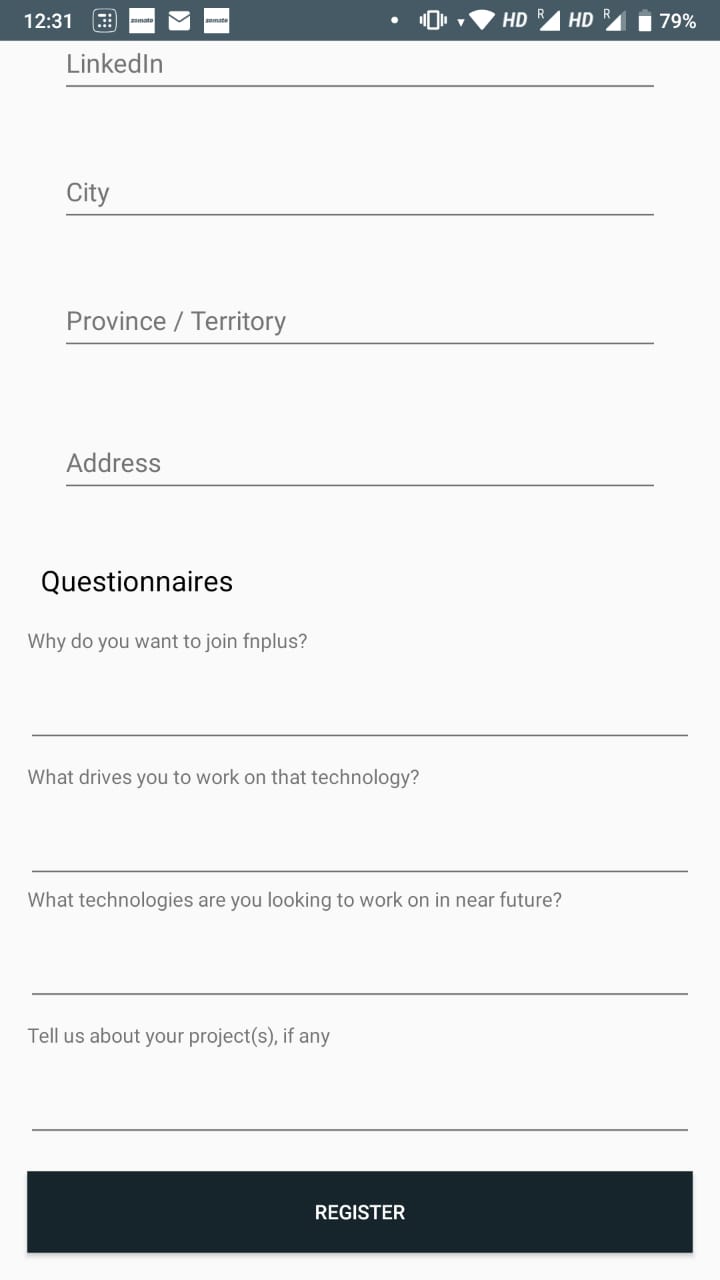 12:31 zomato zomato HD R HD R 79%
LinkedIn
City
Province / Territory
Address
Questionnaires
Why do you want to join fnplus?
What drives you to work on that technology?
What technologies are you looking to work on in near future?
Tell us about your project(s), if any
REGISTER